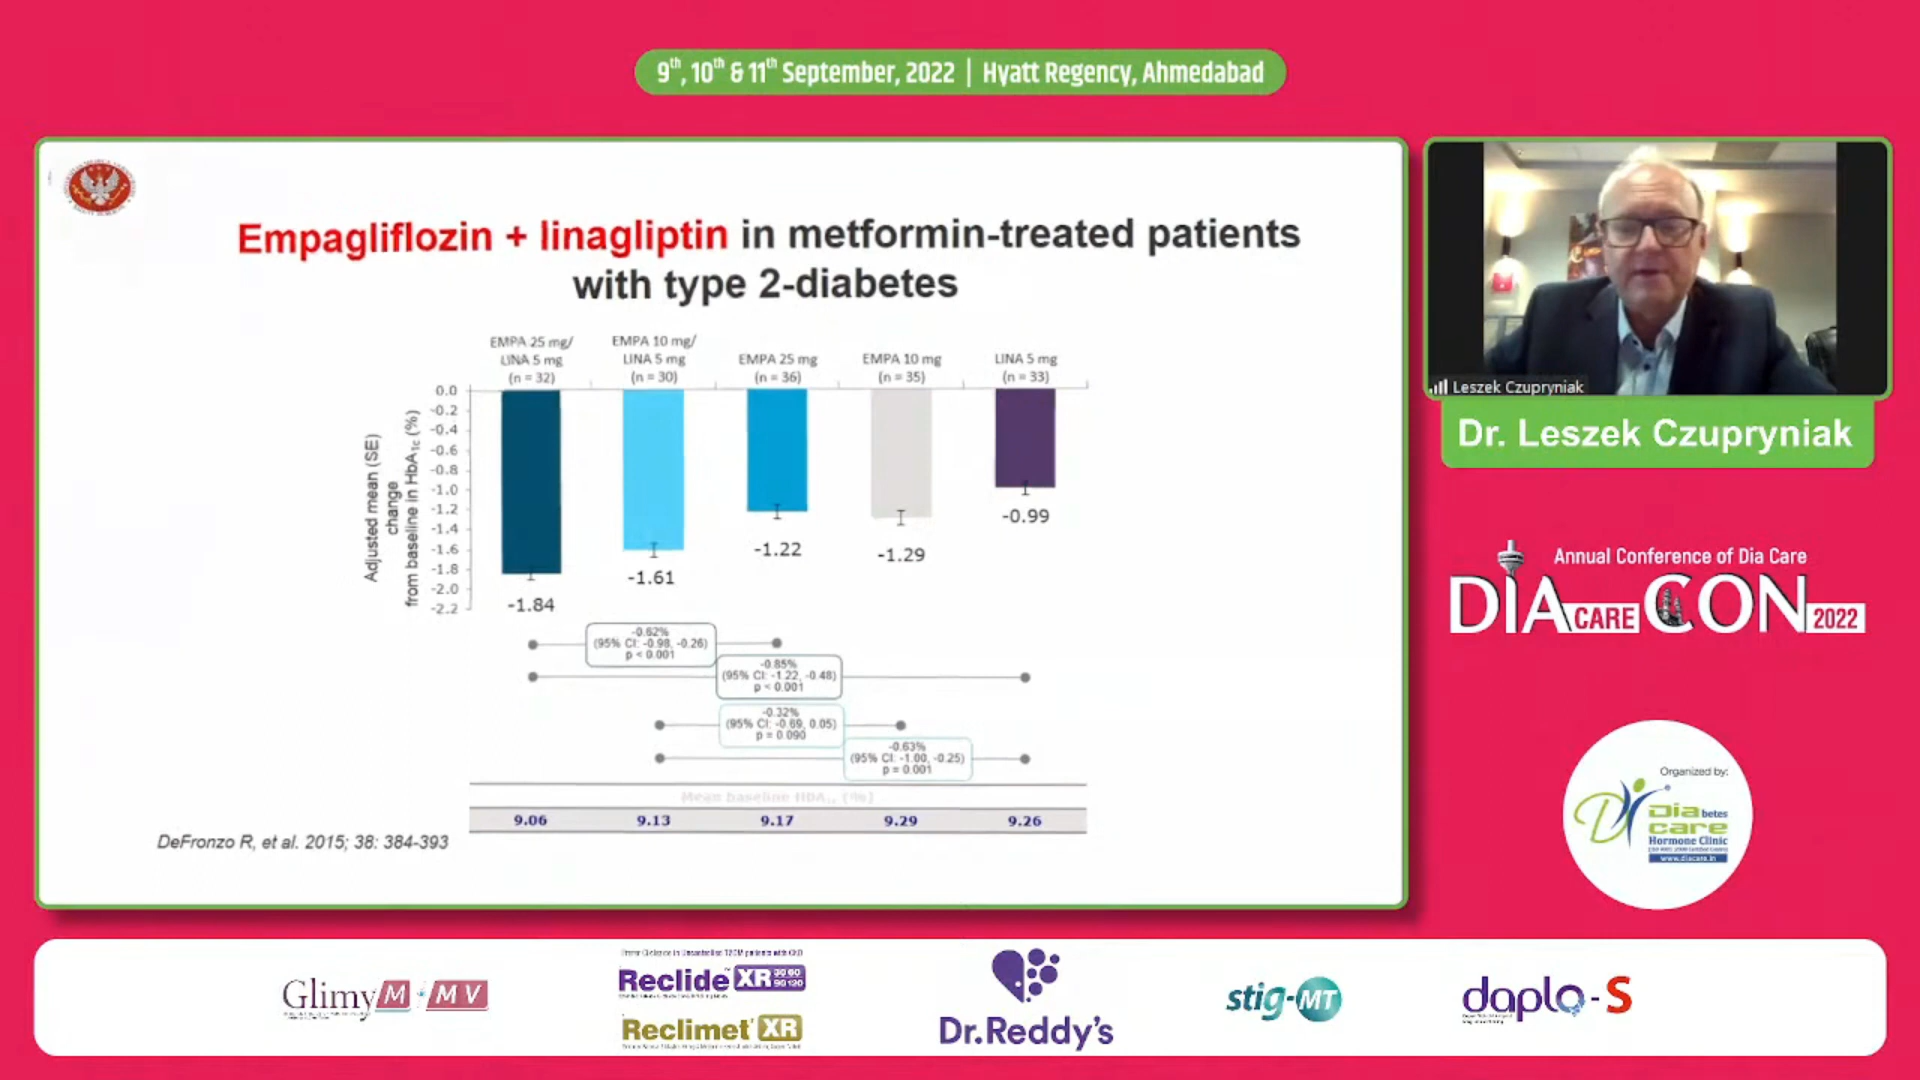 9th, 10th & 11th September, 2022 | Hyatt Regency, Ahmedabad
Empagliflozin + linagliptin in metformin-treated patients
with type 2-diabetes
EMPA 25 mg/
LINA 5 mg
(n = 32)
EMPA 10 mg/
LINA 5 mg
(n = 30)
EMPA 25 mg
(n = 36)
EMPA 10 mg
(n = 35)
LINA 5 mg
(n = 33)
Adjusted mean (SE)
change
from baseline in HbA1c (%)
0.0
-0.2
-0.4
-0.6
-0.8
-1.0
-1.2
-1.4
-1.6
-1.8
-2.0
-2.2
-1.84
-1.61
-1.22
-1.29
-0.99
-0.62%
(95% CI: -0.98, -0.26)
p < 0.001
-0.85%
(95% CI: -1.22, -0.48)
p < 0.001
-0.32%
(95% CI: -0.69, 0.05)
p = 0.090
-0.63%
(95% CI: -1.00, -0.25)
p = 0.001
Mean baseline HbA1c (%)
9.06 9.13 9.17 9.29 9.26
DeFronzo R, et al. 2015; 38: 384-393
Leszek Czupryniak
Dr. Leszek Czupryniak
Annual Conference of Dia Care
DIA CARE CON 2022
Organized by:
Diabetes
care
Hormone Clinic
www.diacare.in
Glimy M MV
Reclide XR 30 60 90 120
Reclimet XR
Dr.Reddy's
stig-MT
daplo-S